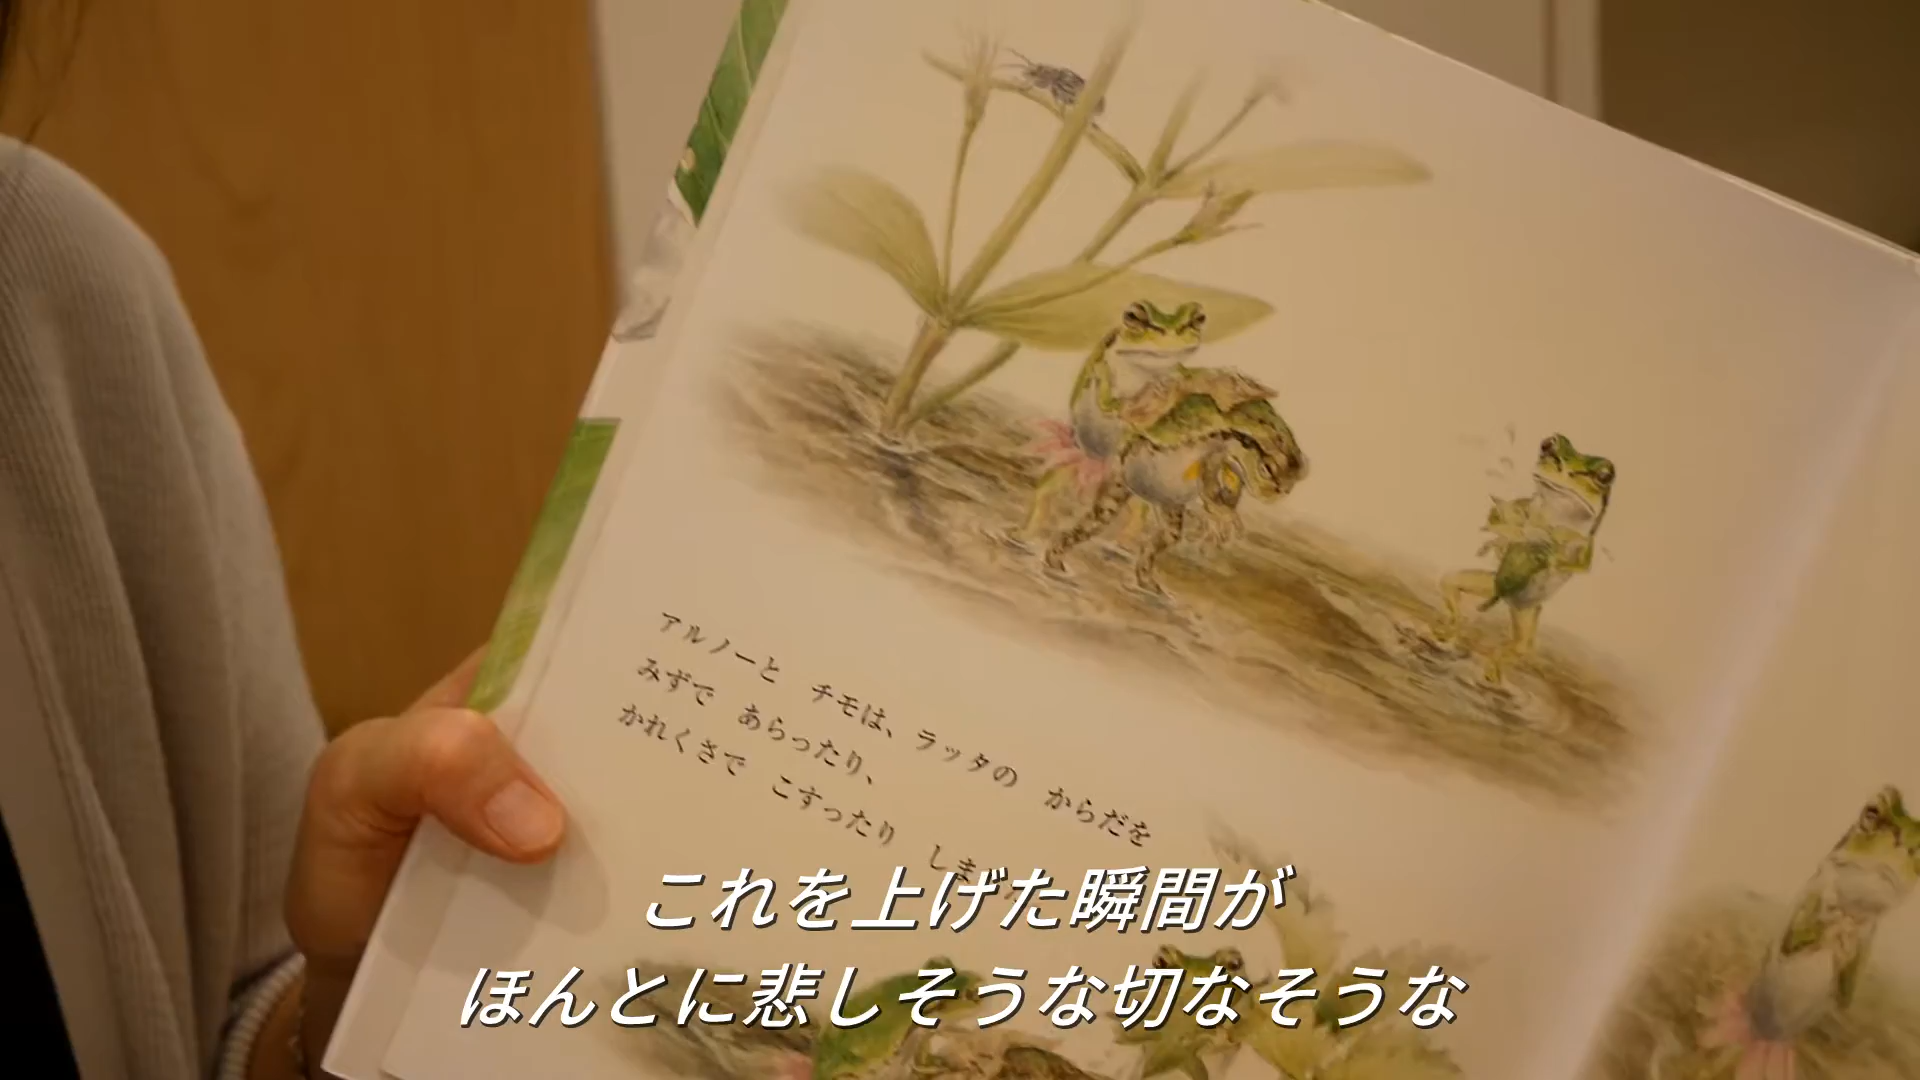 アルノーと　チモは、ラッタの　からだを
みずで　あらったり、
かれくさで　こすったり　しま
これを上げた瞬間が
ほんとに悲しそうな切なそうな